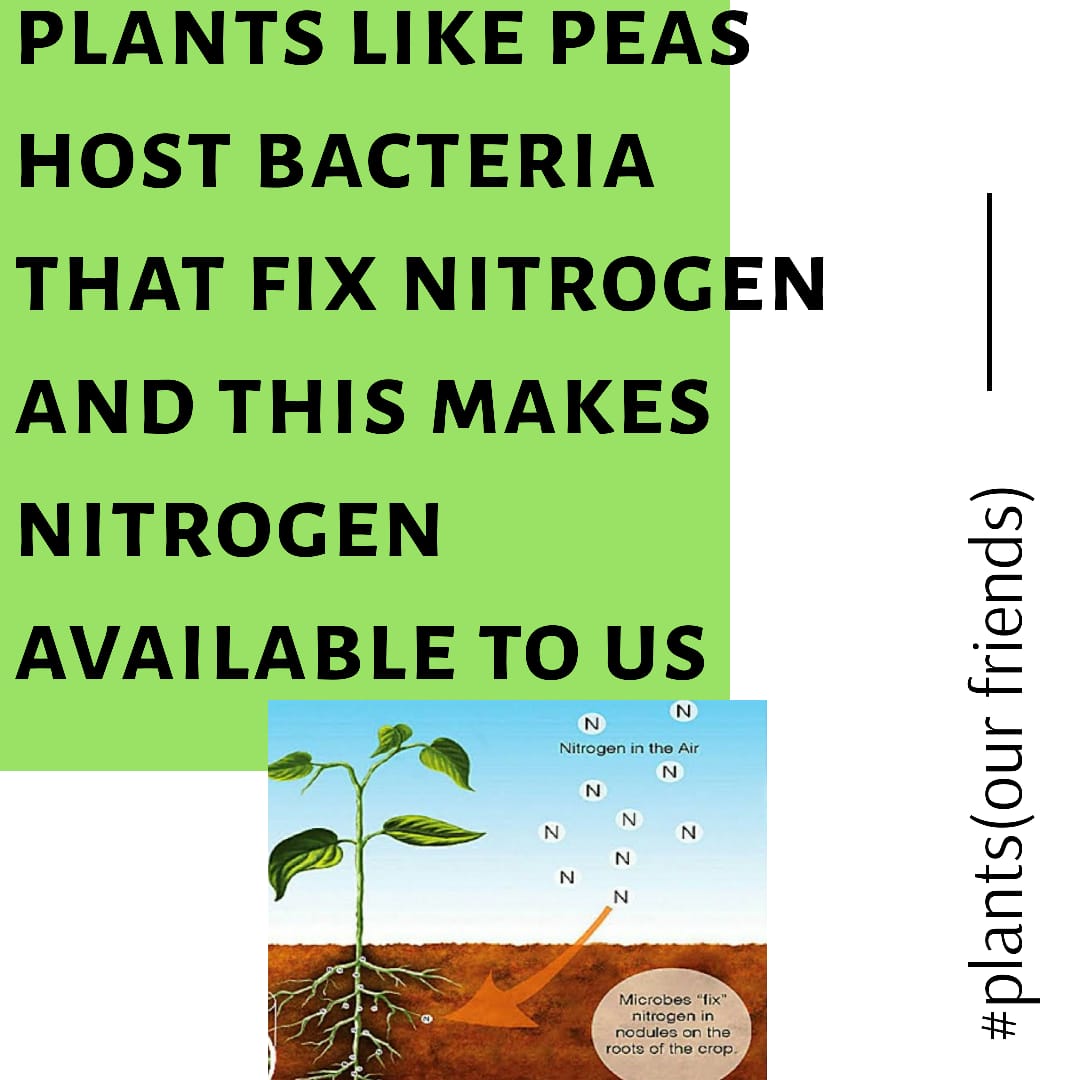 PLANTS LIKE PEAS
HOST BACTERIA
THAT FIX NITROGEN
AND THIS MAKES
NITROGEN
AVAILABLE TO US
#plants(our friends)
N
N
Nitrogen in the Air
N
N
N
N
N
N
N
N
N
Microbes "fix"
nitrogen in
nodules on the
roots of the crop.